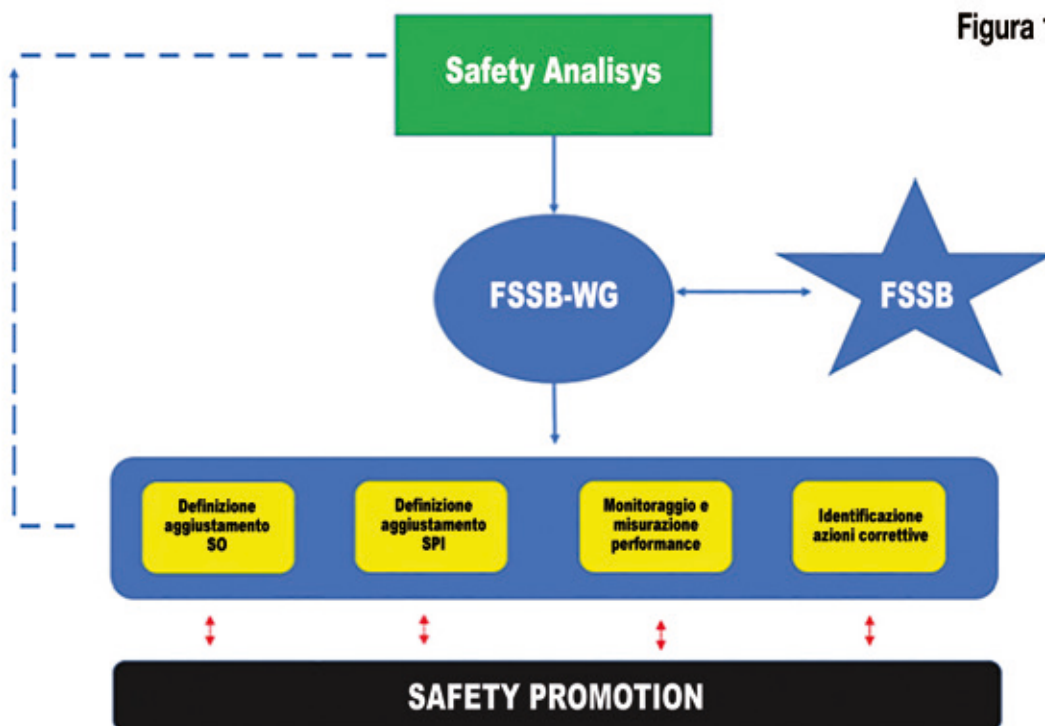 Figura 1
Safety Analisys
FSSB-WG
FSSB
Definizione
aggiustamento
SO
Definizione
aggiustamento
SPI
Monitoraggio e
misurazione
performance
Identificazione
azioni correttive
SAFETY PROMOTION